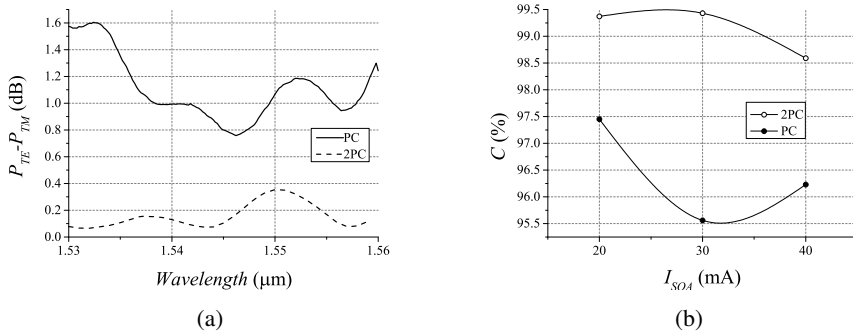 1.6
1.4
1.2
1.0
0.8
0.6
0.4
0.2
0.0
P_TE-P_TM (dB)
PC
2PC
1.53 1.54 1.55 1.56
Wavelength (μm)
(a)
99.5
99.0
98.5
98.0
97.5
97.0
96.5
96.0
95.5
C (%)
2PC
PC
20 30 40
I_SOA (mA)
(b)